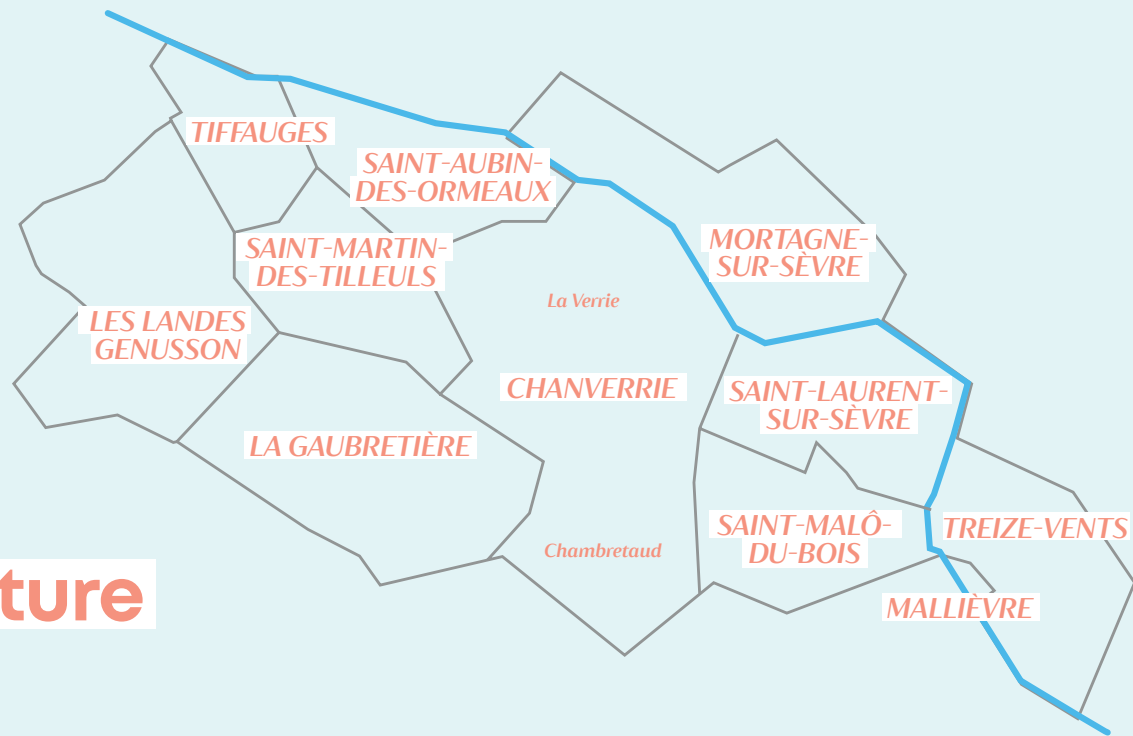 TIFFAUGES
SAINT-AUBIN-
DES-ORMEAUX
SAINT-MARTIN-
DES-TILLEULS
MORTAGNE-
SUR-SÈVRE
La Verrie
LES LANDES
GENUSSON
CHANVERRIE
SAINT-LAURENT-
SUR-SÈVRE
LA GAUBRETIÈRE
SAINT-MALÔ-
DU-BOIS
TREIZE-VENTS
Chambretaud
MALLIÈVRE
ture